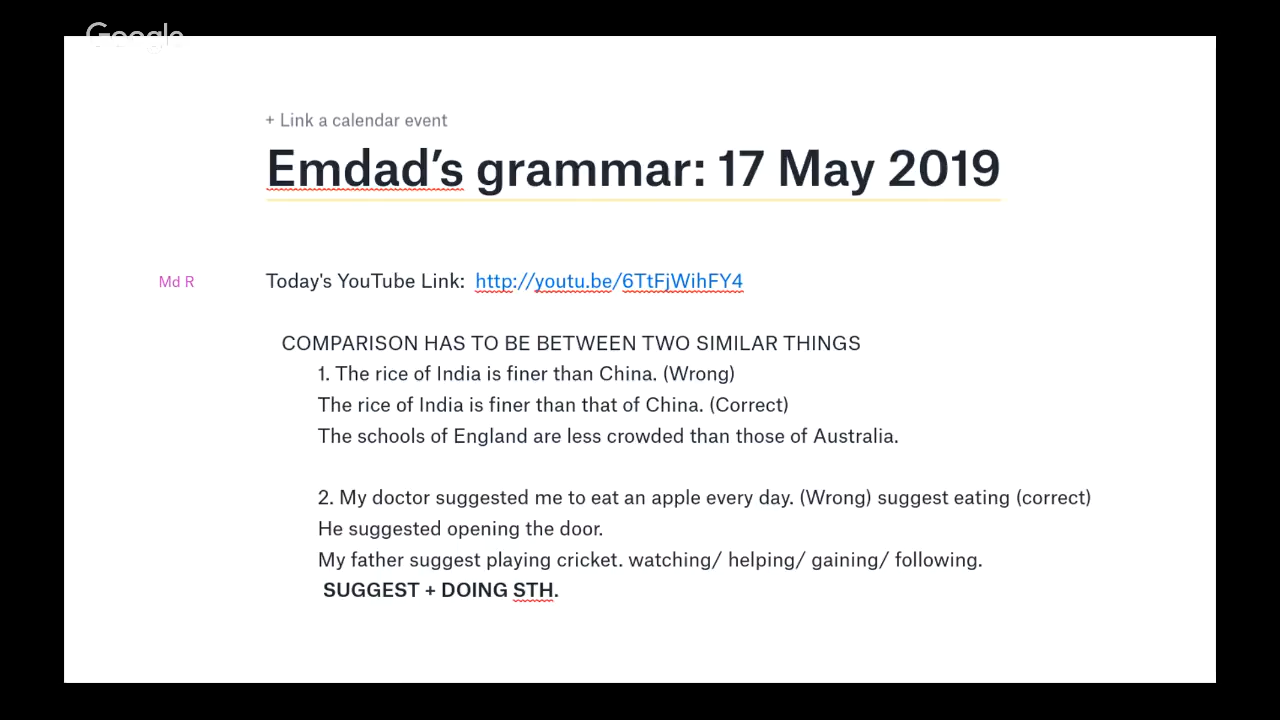 Google
+ Link a calendar event
Emdad’s grammar: 17 May 2019
Md R
Today's YouTube Link: http://youtu.be/6TtFjWihFY4
COMPARISON HAS TO BE BETWEEN TWO SIMILAR THINGS
1. The rice of India is finer than China. (Wrong)
The rice of India is finer than that of China. (Correct)
The schools of England are less crowded than those of Australia.
2. My doctor suggested me to eat an apple every day. (Wrong) suggest eating (correct)
He suggested opening the door.
My father suggest playing cricket. watching/ helping/ gaining/ following.
SUGGEST + DOING STH.